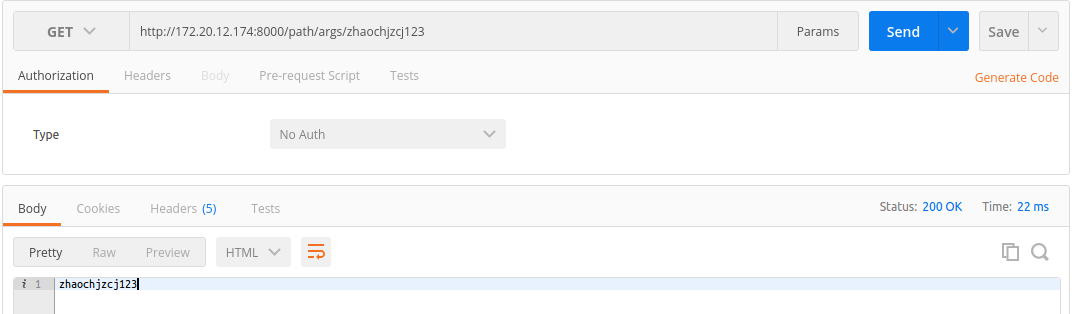 GET http://172.20.12.174:8000/path/args/zhaochjzcj123 Params Send Save
Authorization Headers Body Pre-request Script Tests Generate Code
Type No Auth
Body Cookies Headers (5) Tests Status: 200 OK Time: 22 ms
Pretty Raw Preview HTML
i 1 zhaochjzcj123